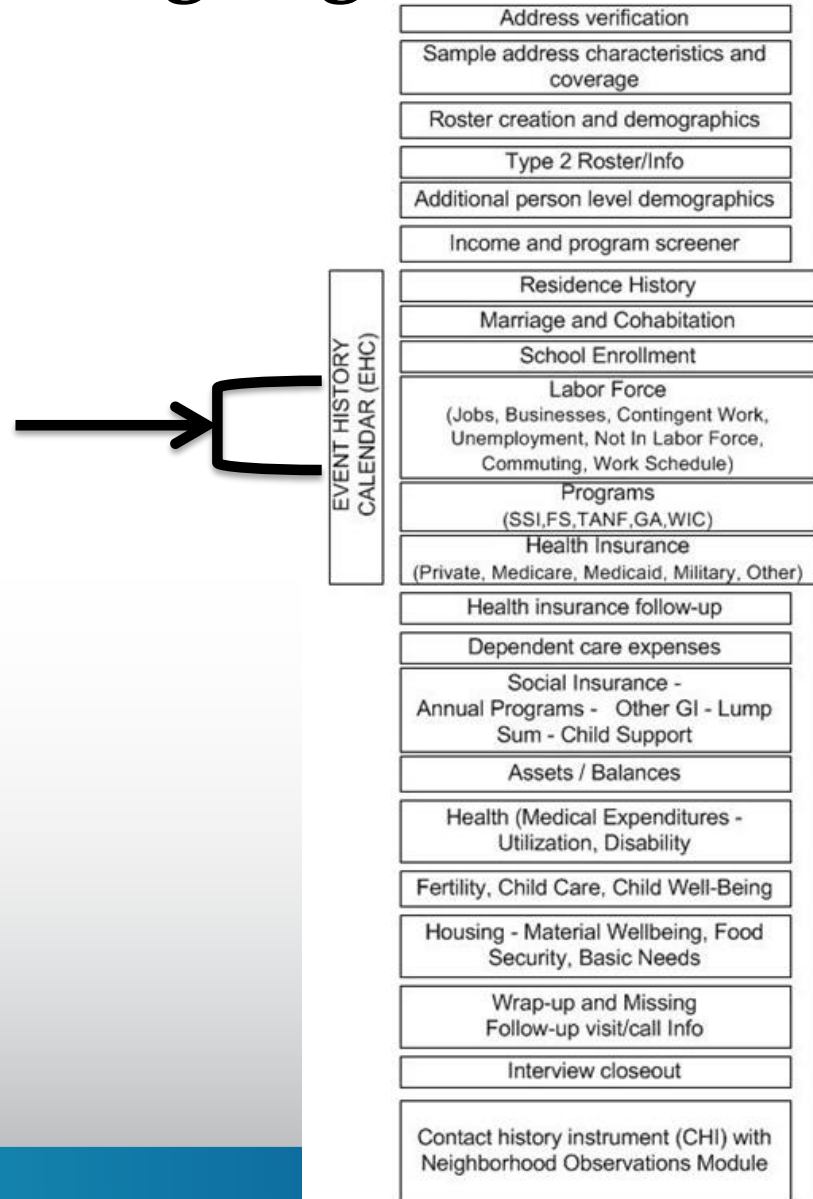 Address verification
Sample address characteristics and
coverage
Roster creation and demographics
Type 2 Roster/Info
Additional person level demographics
Income and program screener
EVENT HISTORY
CALENDAR (EHC)
Residence History
Marriage and Cohabitation
School Enrollment
Labor Force
(Jobs, Businesses, Contingent Work,
Unemployment, Not In Labor Force,
Commuting, Work Schedule)
Programs
(SSI,FS,TANF,GA,WIC)
Health Insurance
(Private, Medicare, Medicaid, Military, Other)
Health insurance follow-up
Dependent care expenses
Social Insurance -
Annual Programs - Other GI - Lump
Sum - Child Support
Assets / Balances
Health (Medical Expenditures -
Utilization, Disability
Fertility, Child Care, Child Well-Being
Housing - Material Wellbeing, Food
Security, Basic Needs
Wrap-up and Missing
Follow-up visit/call Info
Interview closeout
Contact history instrument (CHI) with
Neighborhood Observations Module